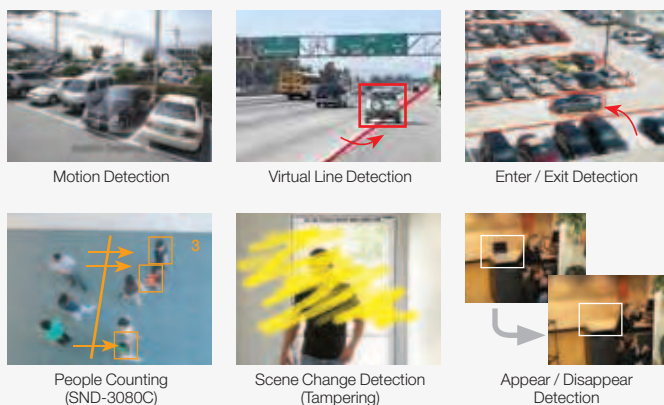 Motion Detection
Virtual Line Detection
Enter / Exit Detection
3
People Counting
(SND-3080C)
Scene Change Detection
(Tampering)
Appear / Disappear
Detection